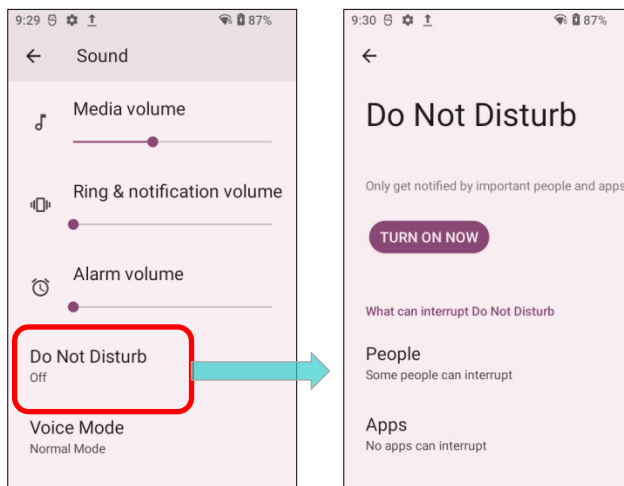 9:29 87%
Sound
Media volume
Ring & notification volume
Alarm volume
Do Not Disturb
Off
Voice Mode
Normal Mode
9:30 87%
Do Not Disturb
Only get notified by important people and apps
TURN ON NOW
What can interrupt Do Not Disturb
People
Some people can interrupt
Apps
No apps can interrupt